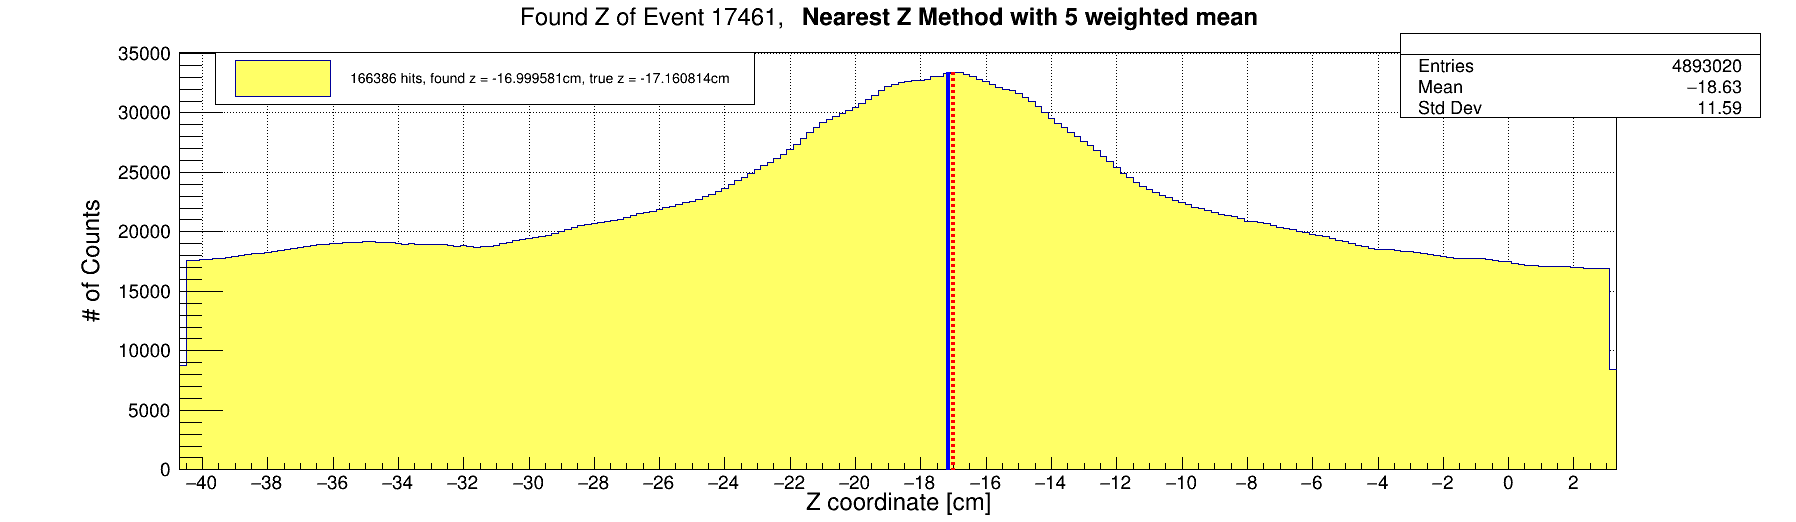 Found Z of Event 17461, Nearest Z Method with 5 weighted mean
35000
30000
25000
20000
15000
10000
5000
0
# of Counts
166386 hits, found z = -16.999581cm, true z = -17.160814cm
Entries 4893020
Mean −18.63
Std Dev 11.59
−40 −38 −36 −34 −32 −30 −28 −26 −24 −22 −20 −18 −16 −14 −12 −10 −8 −6 −4 −2 0 2
Z coordinate [cm]